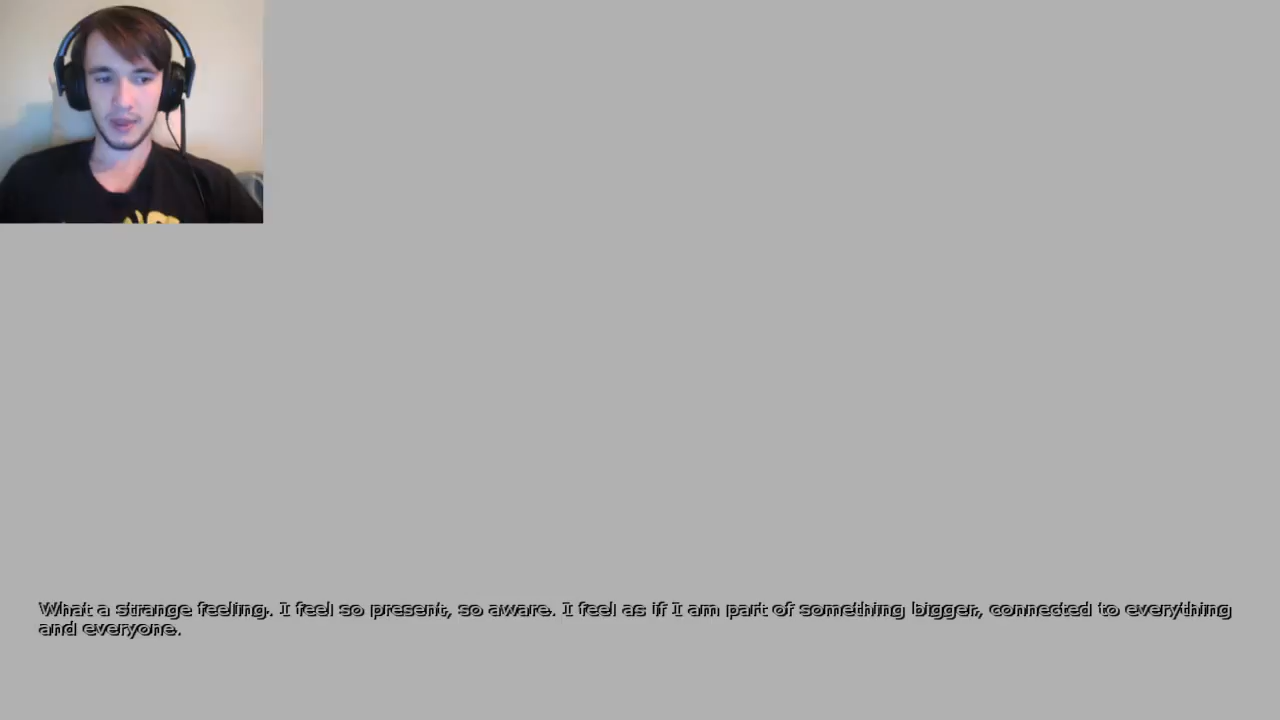 What a strange feeling. I feel so present, so aware. I feel as if I am part of something bigger, connected to everything
and everyone.